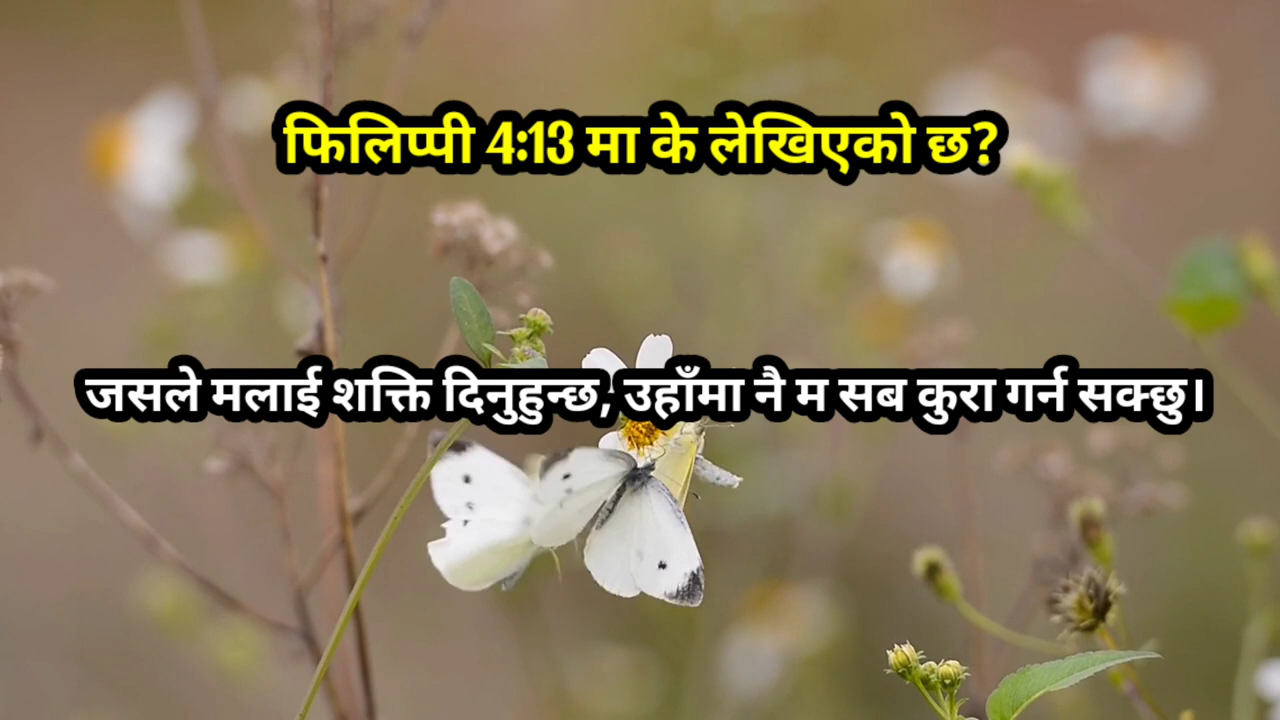 फिलिप्पी 4:13 मा के लेखिएको छ?
जसले मलाई शक्ति दिनुहुन्छ, उहाँमा नै म सब कुरा गर्न सक्छु।